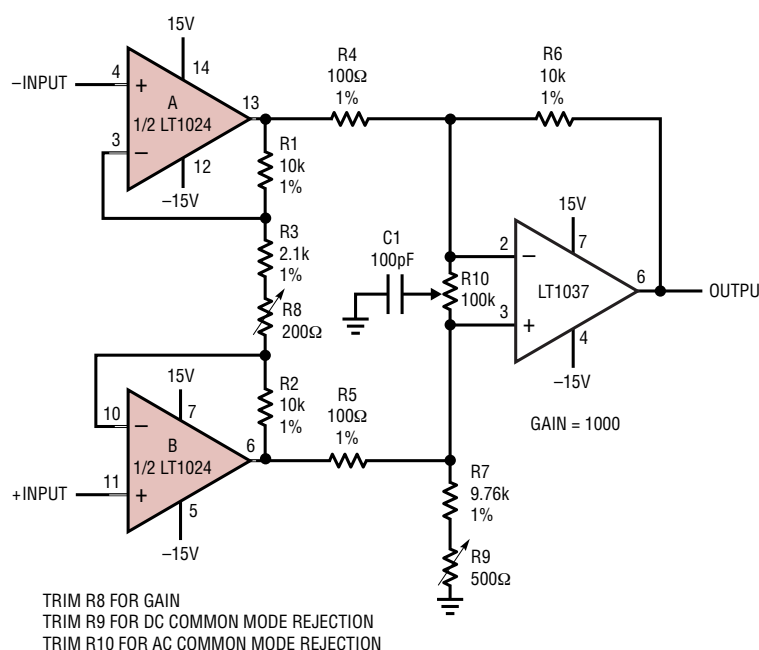 15V
–INPUT
4
+
14
A
1/2 LT1024
13
3
–
12
–15V
R1
10k
1%
R3
2.1k
1%
R8
200Ω
R4
100Ω
1%
R6
10k
1%
C1
100pF
R10
100k
15V
2
–
7
LT1037
6
OUTPU
3
+
4
–15V
GAIN = 1000
15V
10
–
7
B
1/2 LT1024
6
+INPUT
11
+
5
–15V
R2
10k
1%
R5
100Ω
1%
R7
9.76k
1%
R9
500Ω
TRIM R8 FOR GAIN
TRIM R9 FOR DC COMMON MODE REJECTION
TRIM R10 FOR AC COMMON MODE REJECTION